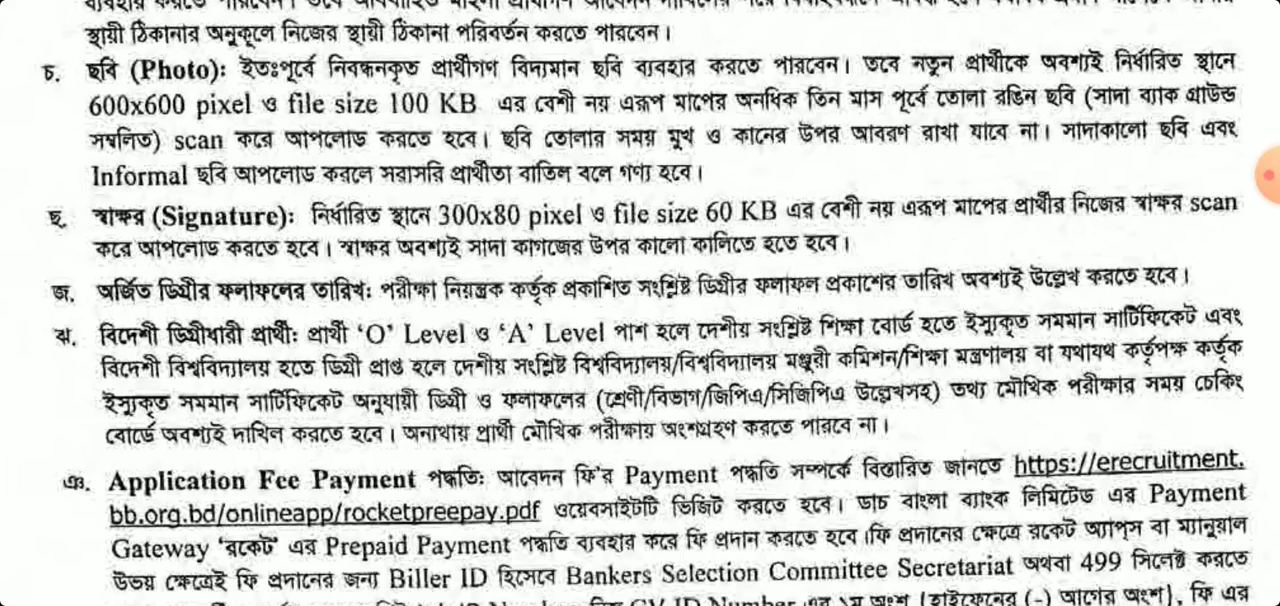 স্থায়ী ঠিকানার অনুকূলে নিজের স্থায়ী ঠিকানা পরিবর্তন করতে পারবেন।
চ. ছবি (Photo): ইতঃপূর্বে নিবন্ধনকৃত প্রার্থীগণ বিদ্যমান ছবি ব্যবহার করতে পারবেন। তবে নতুন প্রার্থীকে অবশ্যই নির্ধারিত স্থানে
600x600 pixel ও file size 100 KB এর বেশী নয় এরূপ মাপের অনধিক তিন মাস পূর্বে তোলা রঙিন ছবি (সাদা ব্যাক গ্রাউন্ড
সম্বলিত) scan করে আপলোড করতে হবে। ছবি তোলার সময় মুখ ও কানের উপর আবরণ রাখা যাবে না। সাদাকালো ছবি এবং
Informal ছবি আপলোড করলে সরাসরি প্রার্থীতা বাতিল বলে গণ্য হবে।
ছ. স্বাক্ষর (Signature): নির্ধারিত স্থানে 300x80 pixel ও file size 60 KB এর বেশী নয় এরূপ মাপের প্রার্থীর নিজের স্বাক্ষর scan
করে আপলোড করতে হবে। স্বাক্ষর অবশ্যই সাদা কাগজের উপর কালো কালিতে হতে হবে।
জ. অর্জিত ডিগ্রীর ফলাফলের তারিখ: পরীক্ষা নিয়ন্ত্রক কর্তৃক প্রকাশিত সংশ্লিষ্ট ডিগ্রীর ফলাফল প্রকাশের তারিখ অবশ্যই উল্লেখ করতে হবে।
ঝ. বিদেশী ডিগ্রীধারী প্রার্থী: প্রার্থী ‘O’ Level ও ‘A’ Level পাশ হলে দেশীয় সংশ্লিষ্ট শিক্ষা বোর্ড হতে ইস্যুকৃত সমমান সার্টিফিকেট এবং
বিদেশী বিশ্ববিদ্যালয় হতে ডিগ্রী প্রাপ্ত হলে দেশীয় সংশ্লিষ্ট বিশ্ববিদ্যালয়/বিশ্ববিদ্যালয় মঞ্জুরী কমিশন/শিক্ষা মন্ত্রণালয় বা যথাযথ কর্তৃপক্ষ কর্তৃক
ইস্যুকৃত সমমান সার্টিফিকেট অনুযায়ী ডিগ্রী ও ফলাফলের (শ্রেণী/বিভাগ/জিপিএ/সিজিপিএ উল্লেখসহ) তথ্য মৌখিক পরীক্ষার সময় চেকিং
বোর্ডে অবশ্যই দাখিল করতে হবে। অন্যথায় প্রার্থী মৌখিক পরীক্ষায় অংশগ্রহণ করতে পারবে না।
ঞ. Application Fee Payment পদ্ধতি: আবেদন ফি’র Payment পদ্ধতি সম্পর্কে বিস্তারিত জানতে https://erecruitment.
bb.org.bd/onlineapp/rocketpreepay.pdf ওয়েবসাইটটি ভিজিট করতে হবে। ডাচ বাংলা ব্যাংক লিমিটেড এর Payment
Gateway ‘রকেট’ এর Prepaid Payment পদ্ধতি ব্যবহার করে ফি প্রদান করতে হবে।ফি প্রদানের ক্ষেত্রে রকেট অ্যাপ্‌স বা ম্যানুয়াল
উভয় ক্ষেত্রেই ফি প্রদানের জন্য Biller ID হিসেবে Bankers Selection Committee Secretariat অথবা 499 সিলেক্ট করতে
CV ID Number এর ১ম অংশ {হাইফেনের (-) আগের অংশ}, ফি এর